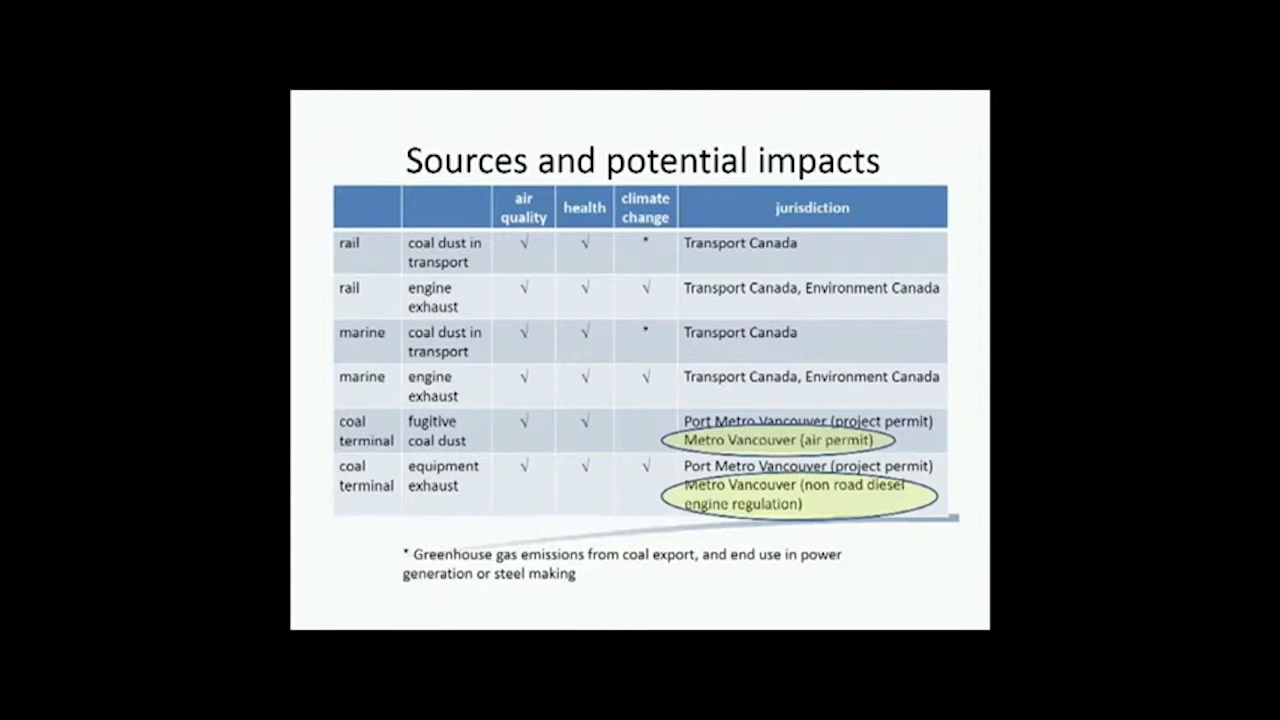 Sources and potential impacts
air quality health climate change jurisdiction
rail coal dust in transport √ √ * Transport Canada
rail engine exhaust √ √ √ Transport Canada, Environment Canada
marine coal dust in transport √ √ * Transport Canada
marine engine exhaust √ √ √ Transport Canada, Environment Canada
coal terminal fugitive coal dust √ √ Port Metro Vancouver (project permit)
Metro Vancouver (air permit)
coal terminal equipment exhaust √ √ √ Port Metro Vancouver (project permit)
Metro Vancouver (non road diesel
engine regulation)
* Greenhouse gas emissions from coal export, and end use in power
generation or steel making